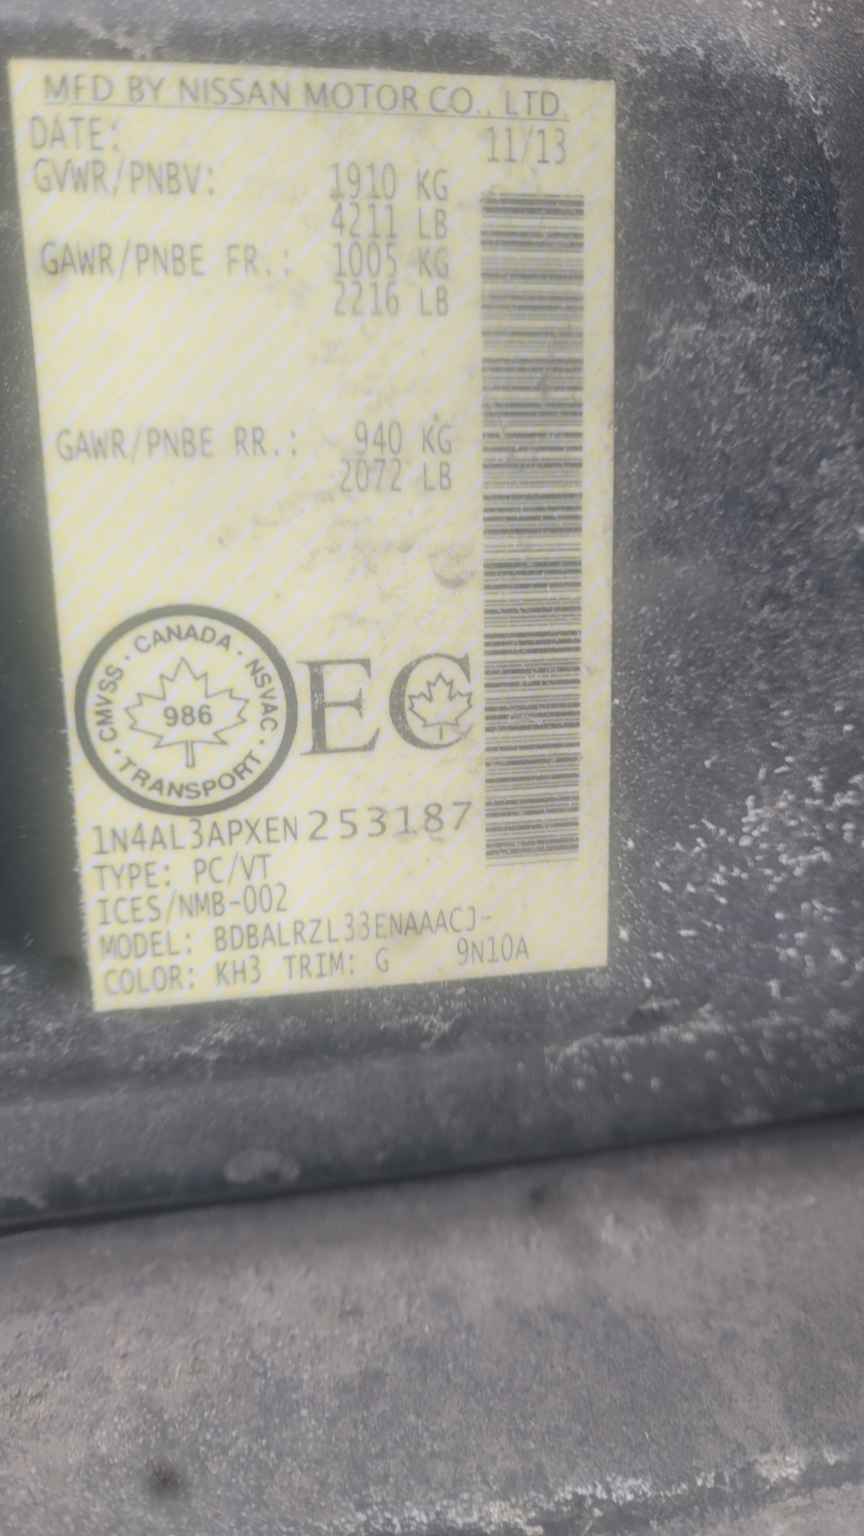 MFD BY NISSAN MOTOR CO., LTD.
DATE: 11/13
GVWR/PNBV: 1910 KG
4211 LB
GAWR/PNBE FR.: 1005 KG
2216 LB
GAWR/PNBE RR.: 940 KG
2072 LB
CMVSS · CANADA · NSVAC · TRANSPORT ·
986
EC
1N4AL3APXEN253187
TYPE: PC/VT
ICES/NMB-002
MODEL: BDBALRZL33ENAAACJ-
COLOR: KH3 TRIM: G 9N10A